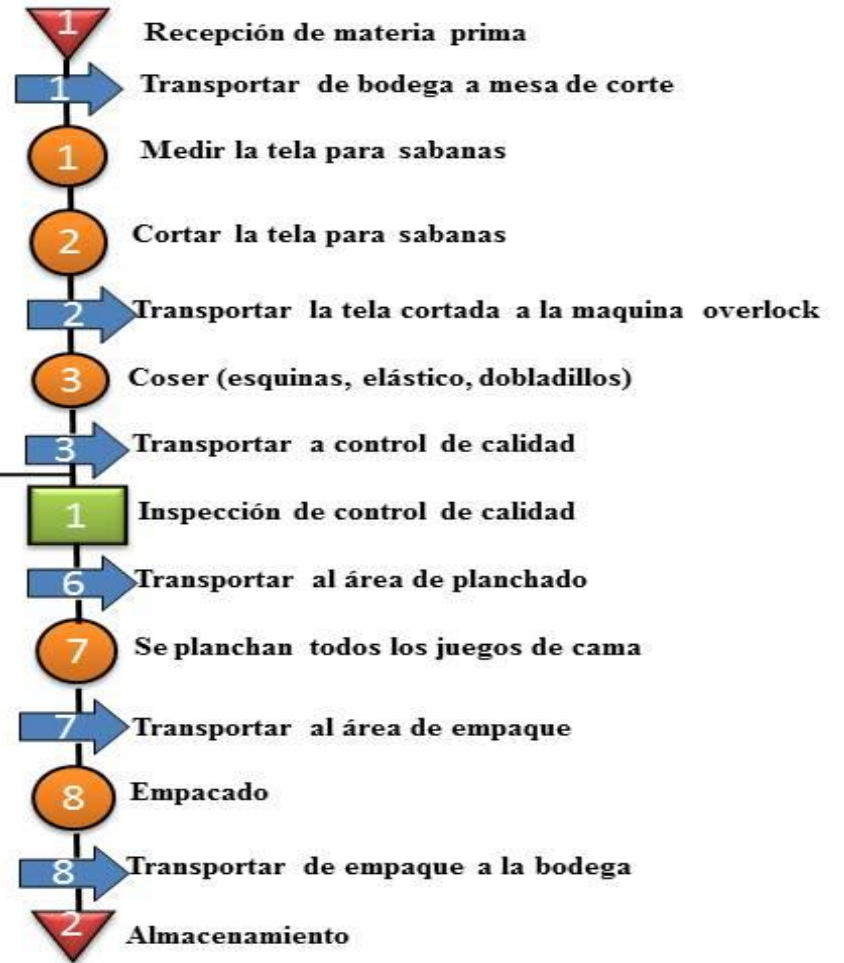 1 Recepción de materia prima
1 Transportar de bodega a mesa de corte
1 Medir la tela para sabanas
2 Cortar la tela para sabanas
2 Transportar la tela cortada a la maquina overlock
3 Coser (esquinas, elástico, dobladillos)
3 Transportar a control de calidad
1 Inspección de control de calidad
6 Transportar al área de planchado
7 Se planchan todos los juegos de cama
7 Transportar al área de empaque
8 Empacado
8 Transportar de empaque a la bodega
2 Almacenamiento